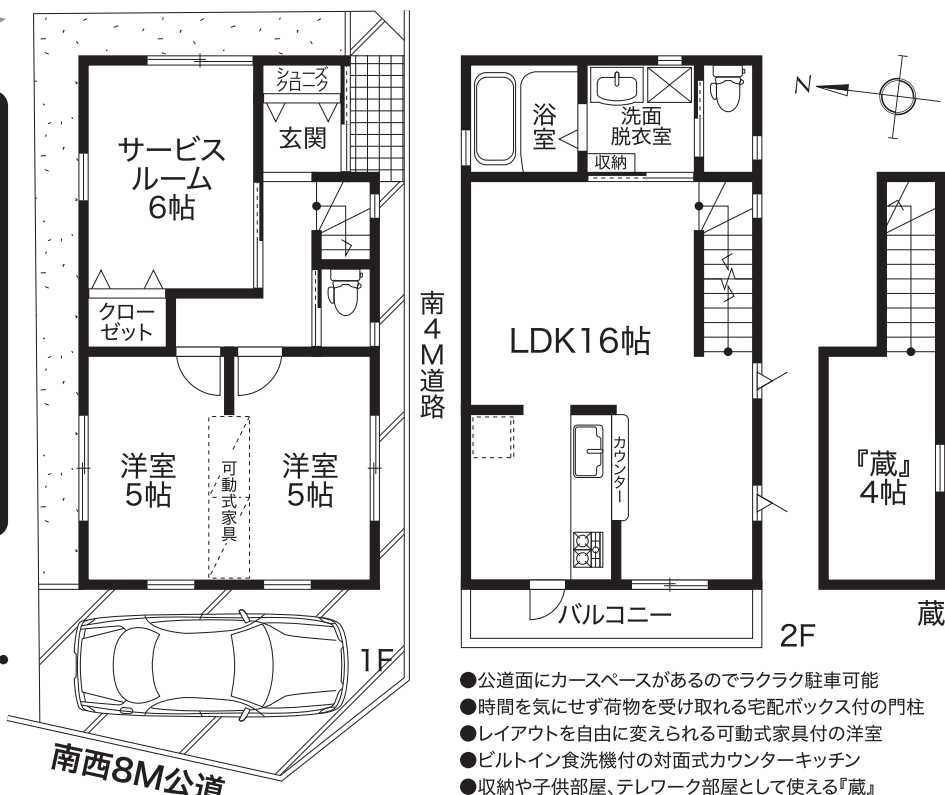 シューズ
クローク
玄関
サービス
ルーム
6帖
クロー
ゼット
洋室
5帖
可動式家具
洋室
5帖
1F
南西8M公道
南4M道路
浴室
洗面
脱衣室
収納
LDK16帖
カウンター
バルコニー
2F
N
『蔵』
4帖
蔵
●公道面にカースペースがあるのでラクラク駐車可能
●時間を気にせず荷物を受け取れる宅配ボックス付の門柱
●レイアウトを自由に変えられる可動式家具付の洋室
●ビルトイン食洗機付の対面式カウンターキッチン
●収納や子供部屋、テレワーク部屋として使える『蔵』